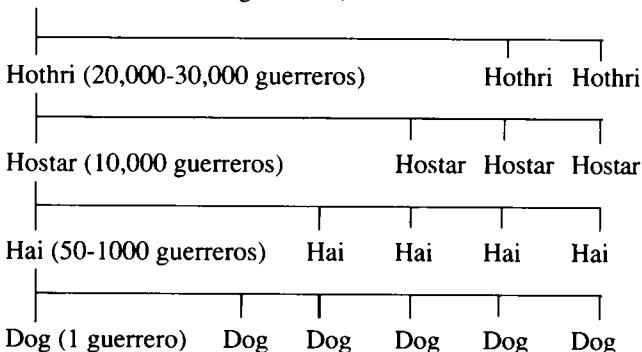 Hothri (20,000-30,000 guerreros) Hothri Hothri
Hostar (10,000 guerreros) Hostar Hostar Hostar
Hai (50-1000 guerreros) Hai Hai Hai Hai
Dog (1 guerrero) Dog Dog Dog Dog Dog